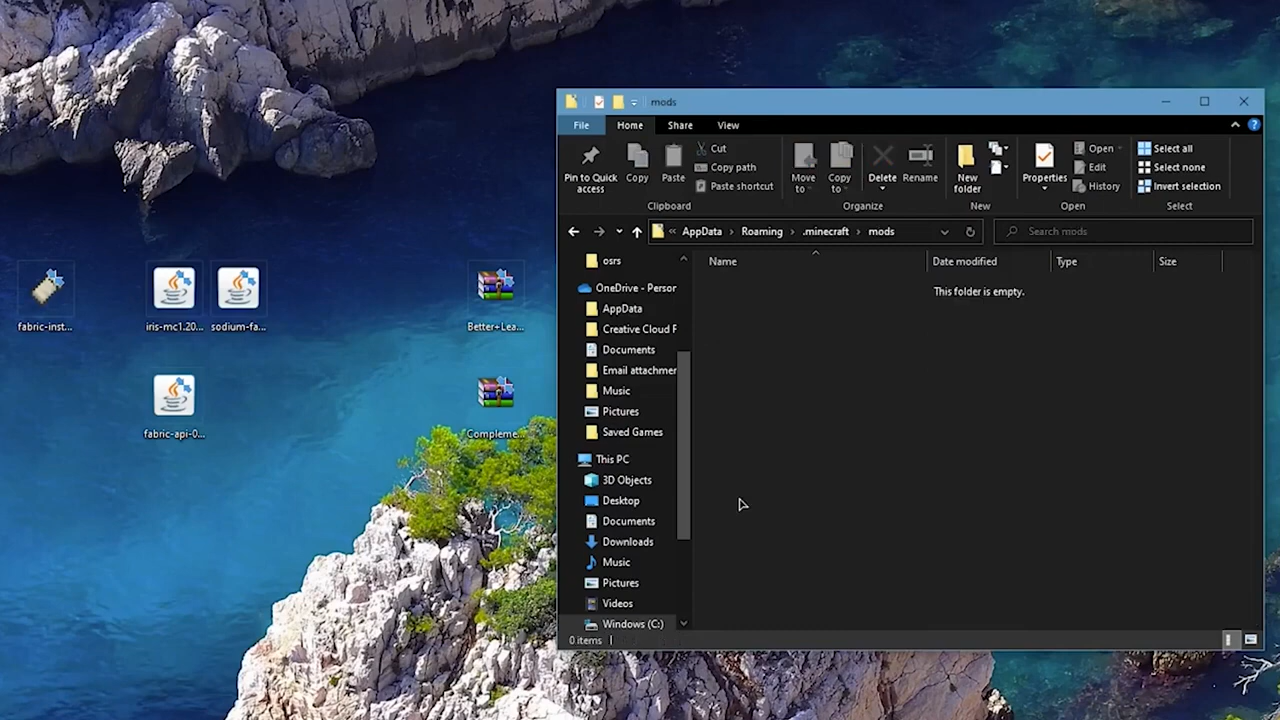 mods
File Home Share View
Pin to Quick access
Copy
Paste
Cut
Copy path
Paste shortcut
Clipboard
Move to
Copy to
Delete
Rename
Organize
New folder
New
Properties
Open
Edit
History
Open
Select all
Select none
Invert selection
Select
« AppData › Roaming › .minecraft › mods
Search mods
Name Date modified Type Size
This folder is empty.
osrs
OneDrive - Person
AppData
Creative Cloud F
Documents
Email attachmen
Music
Pictures
Saved Games
This PC
3D Objects
Desktop
Documents
Downloads
Music
Pictures
Videos
Windows (C:)
0 items
fabric-inst...
iris-mc1.20...
sodium-fa...
Better+Lea...
fabric-api-0...
Compleme...